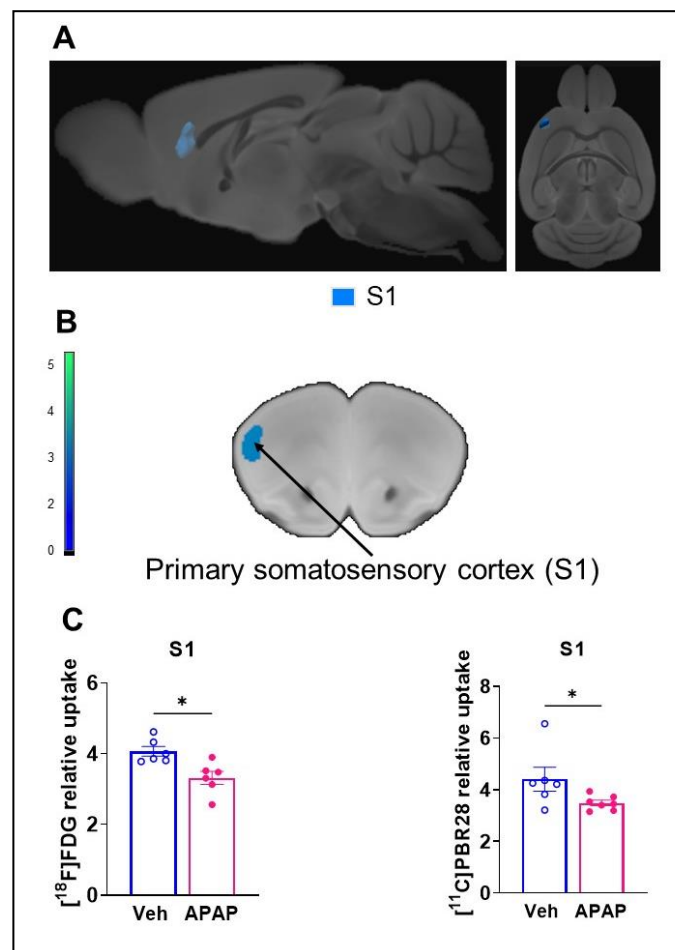 A
S1
B
5
4
3
2
0
Primary somatosensory cortex (S1)
C
S1
[¹⁸F]FDG relative uptake
6
4
2
0
*
Veh APAP
S1
[¹¹C]PBR28 relative uptake
8
6
4
2
0
*
Veh APAP